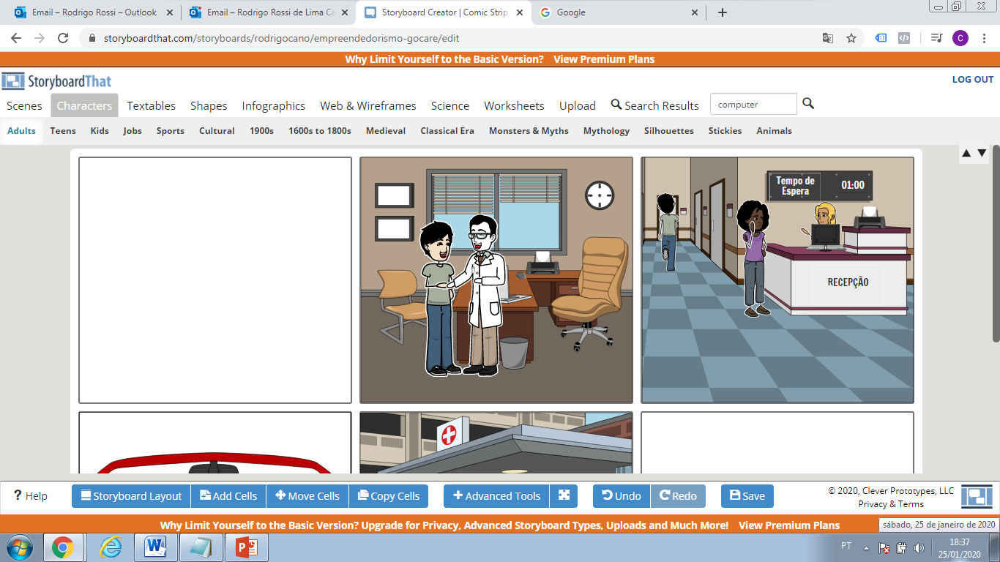 Email – Rodrigo Rossi – Outlook
Email – Rodrigo Rossi de Lima Ca
Storyboard Creator | Comic Strip
Google
storyboardthat.com/storyboards/rodrigocano/empreendedorismo-gocare/edit
C
Why Limit Yourself to the Basic Version? View Premium Plans
StoryboardThat
LOG OUT
Scenes Characters Textables Shapes Infographics Web & Wireframes Science Worksheets Upload Search Results computer
Adults Teens Kids Jobs Sports Cultural 1900s 1600s to 1800s Medieval Classical Era Monsters & Myths Mythology Silhouettes Stickies Animals
Tempo de
Espera
01:00
RECEPÇÃO
? Help
Storyboard Layout Add Cells Move Cells Copy Cells Advanced Tools Undo Redo Save
© 2020, Clever Prototypes, LLC
Privacy & Terms
Why Limit Yourself to the Basic Version? Upgrade for Privacy, Advanced Storyboard Types, Uploads and Much More! View Premium Plans
sábado, 25 de janeiro de 2020
PT
18:37
25/01/2020